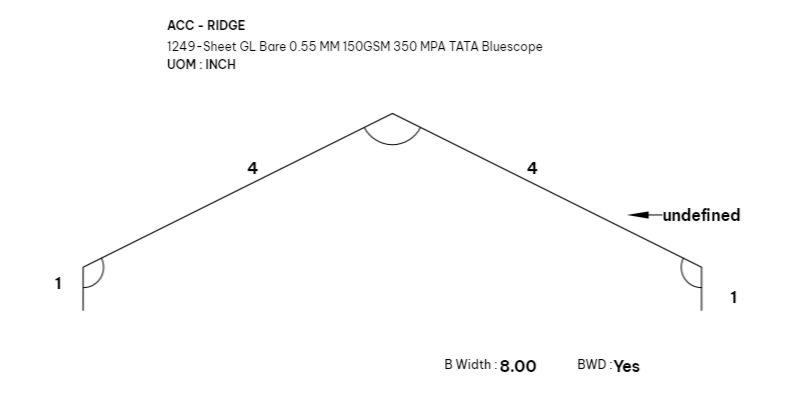 ACC - RIDGE
1249-Sheet GL Bare 0.55 MM 150GSM 350 MPA TATA Bluescope
UOM : INCH
4
4
undefined
1
1
B Width : 8.00
BWD : Yes